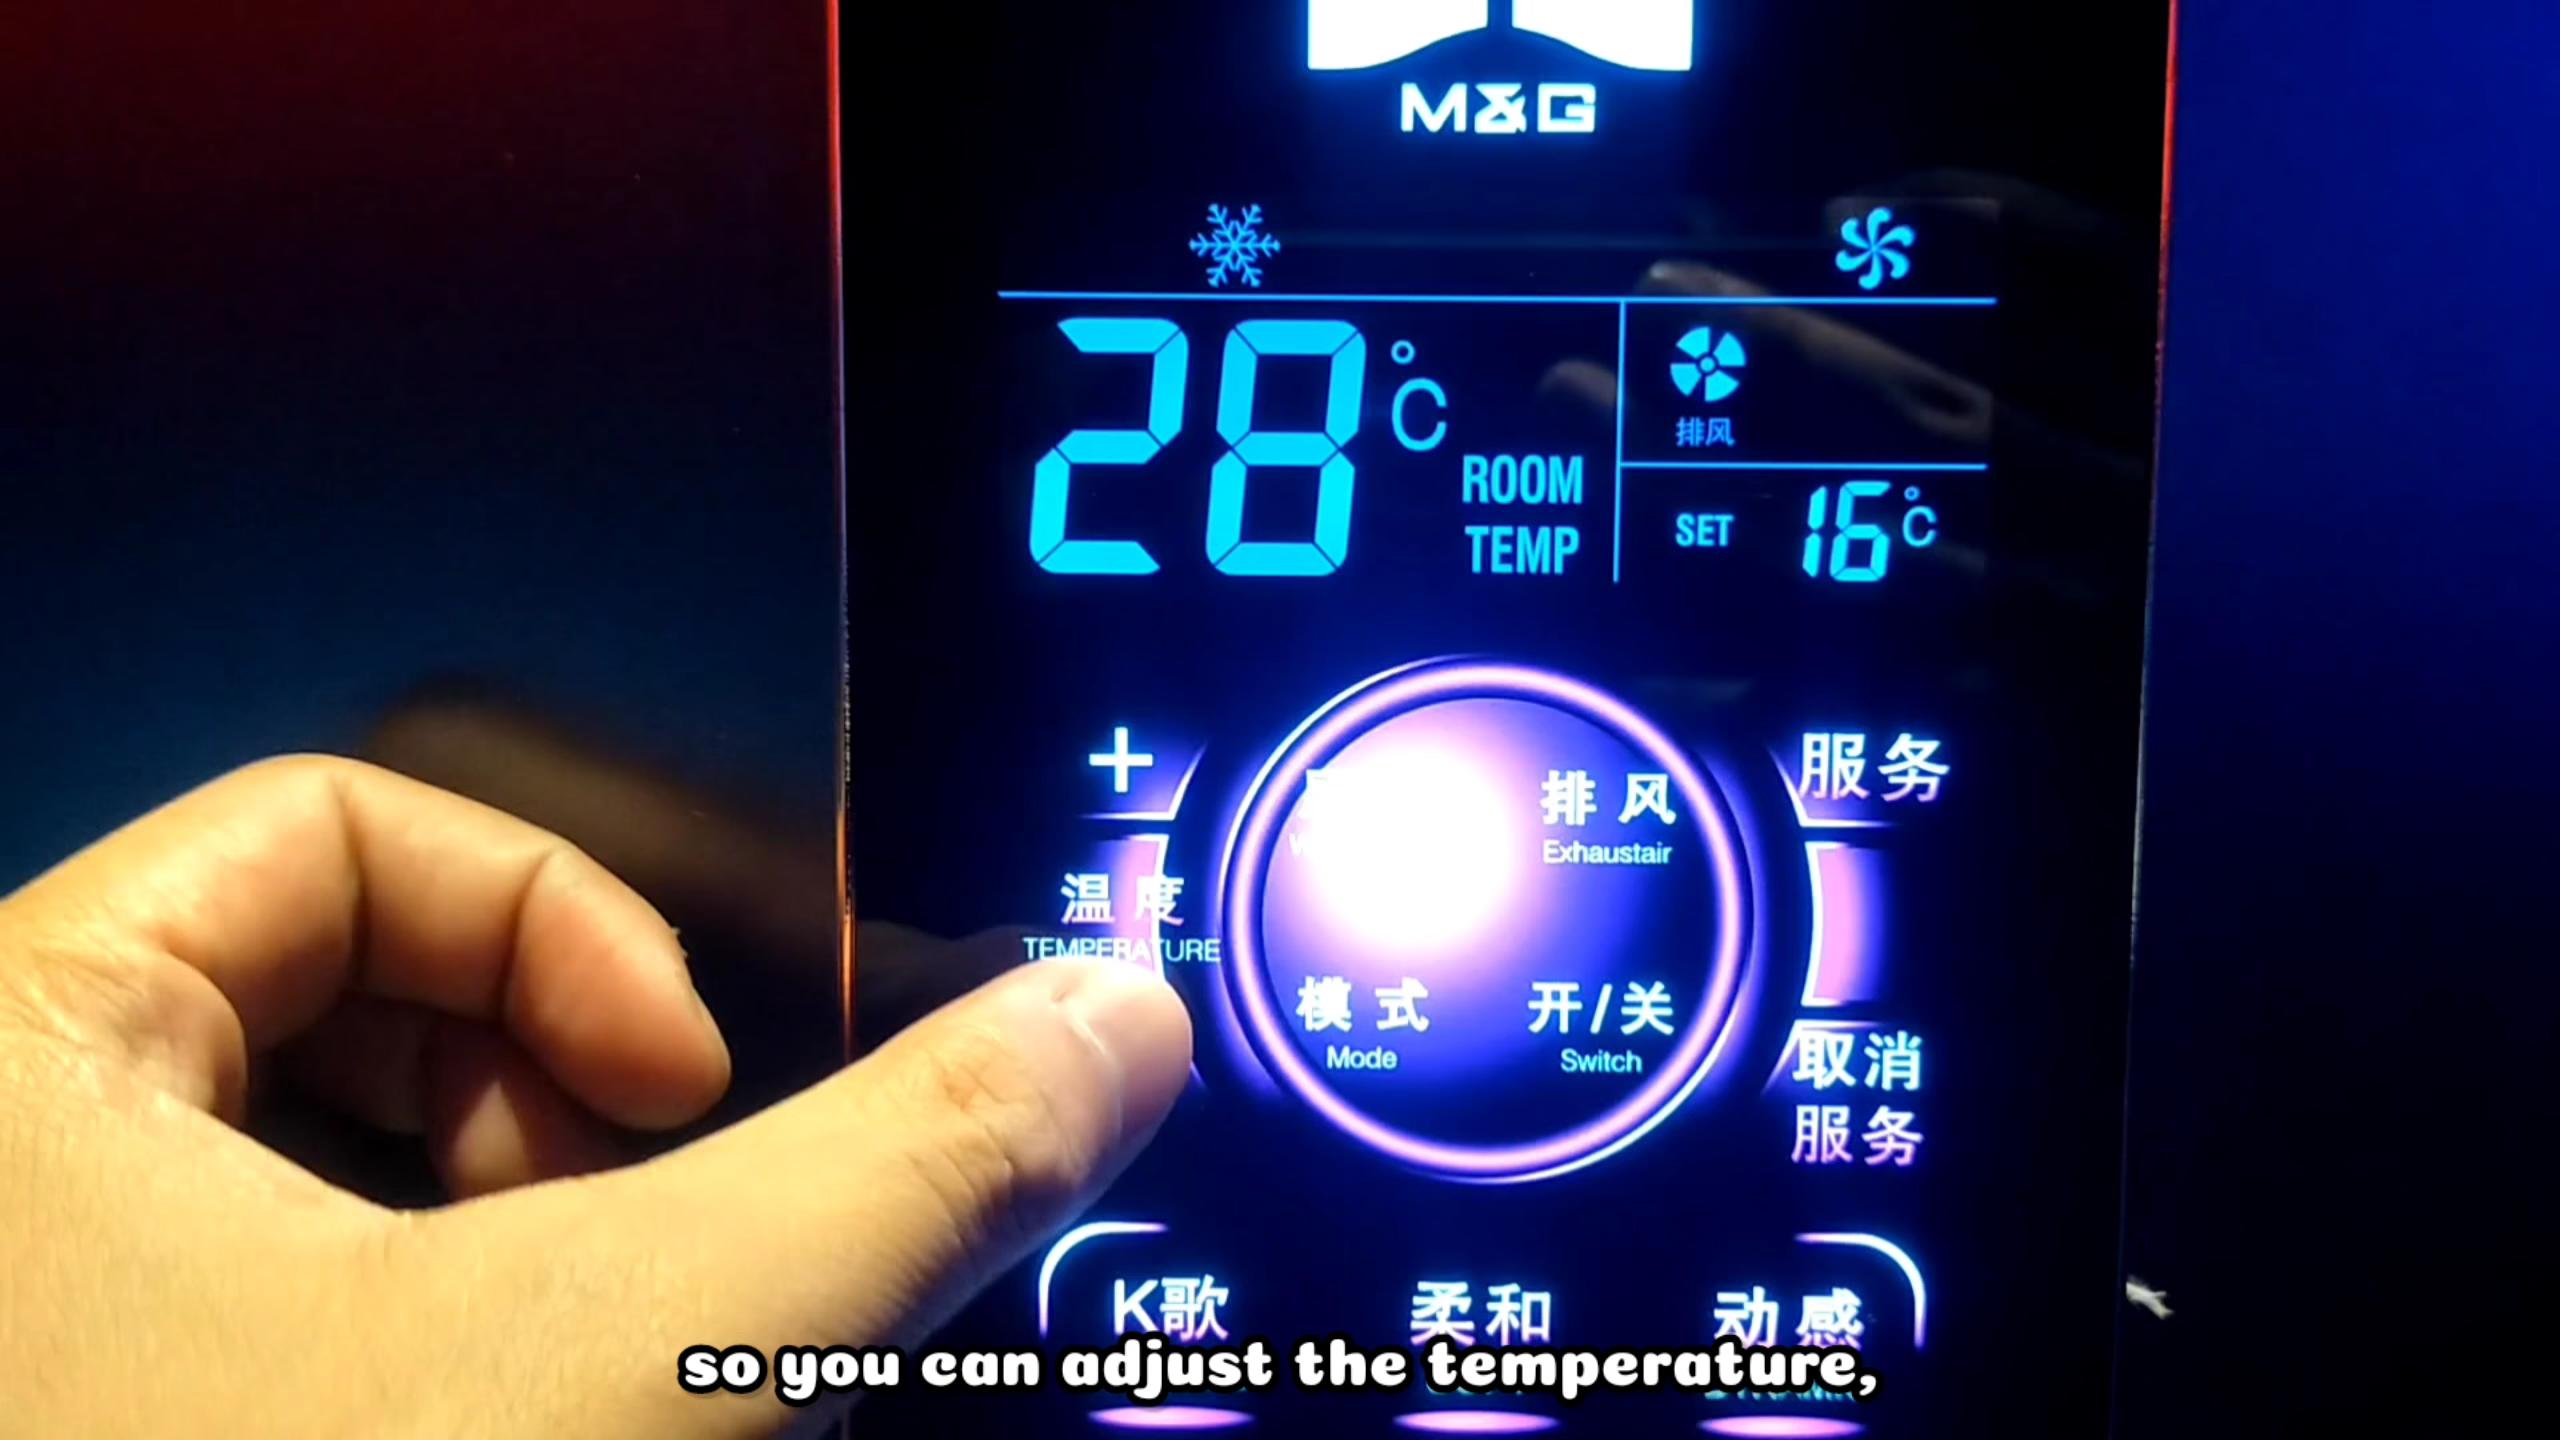 M&G
28°C
ROOM
TEMP
排风
SET 16°C
+
服务
排风
Exhaustair
温度
TEMPERATURE
模式
Mode
开/关
Switch
取消
服务
K歌
柔和
动感
so you can adjust the temperature,